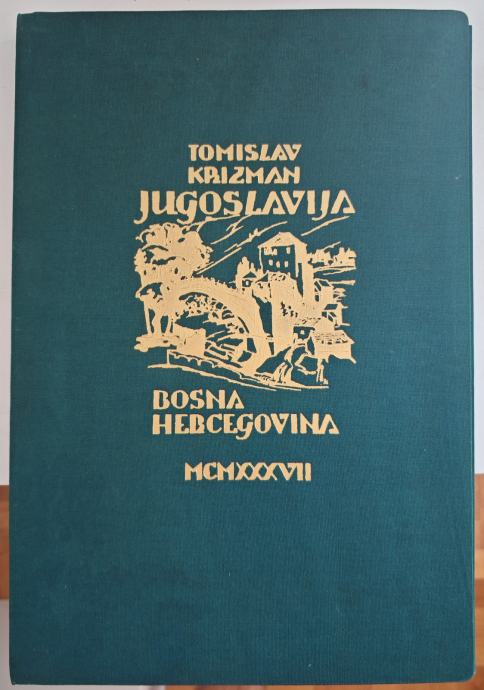 TOMISLAV
KRIZMAN
JUGOSLAVIJA
BOSNA
HERCEGOVINA
MCMXXXVII